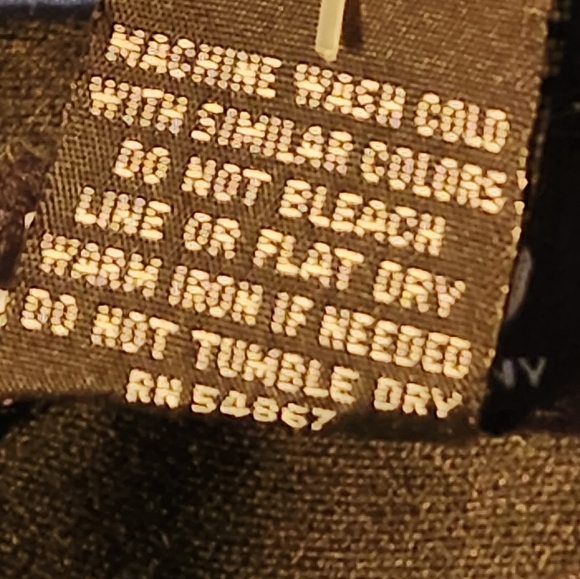 MACHINE WASH COLD
WITH SIMILAR COLORS
DO NOT BLEACH
LINE OR FLAT DRY
WARM IRON IF NEEDED
DO NOT TUMBLE DRY
RN 54867
NY